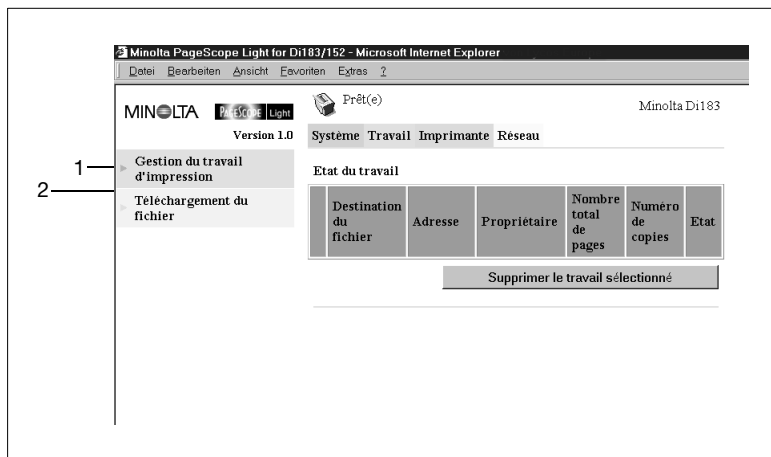 Minolta PageScope Light for Di183/152 - Microsoft Internet Explorer
Datei Bearbeiten Ansicht Favoriten Extras ?
MINOLTA PAGESCOPE Light
Version 1.0
Prêt(e)
Minolta Di183
Système Travail Imprimante Réseau
1
Gestion du travail
d'impression
2
Téléchargement du
fichier
Etat du travail
Destination
du
fichier
Adresse
Propriétaire
Nombre
total
de
pages
Numéro
de
copies
Etat
Supprimer le travail sélectionné